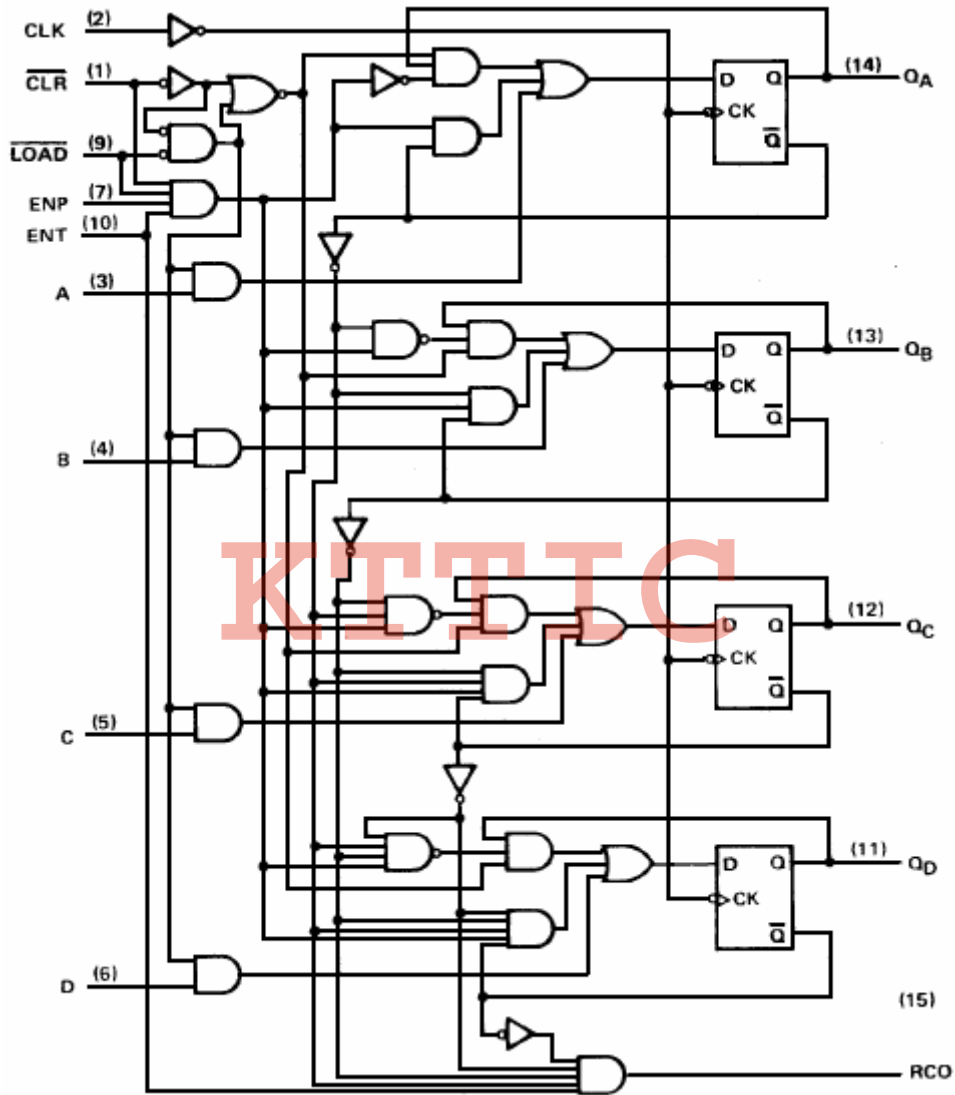 CLK (2)
CLR (1)
LOAD (9)
ENP (7)
ENT (10)
A (3)
D Q (14) QA
CK
Q
B (4)
D Q (13) QB
CK
Q
KTTIC
C (5)
D Q (12) QC
CK
Q
D (6)
D Q (11) QD
CK
Q
(15)
RCO